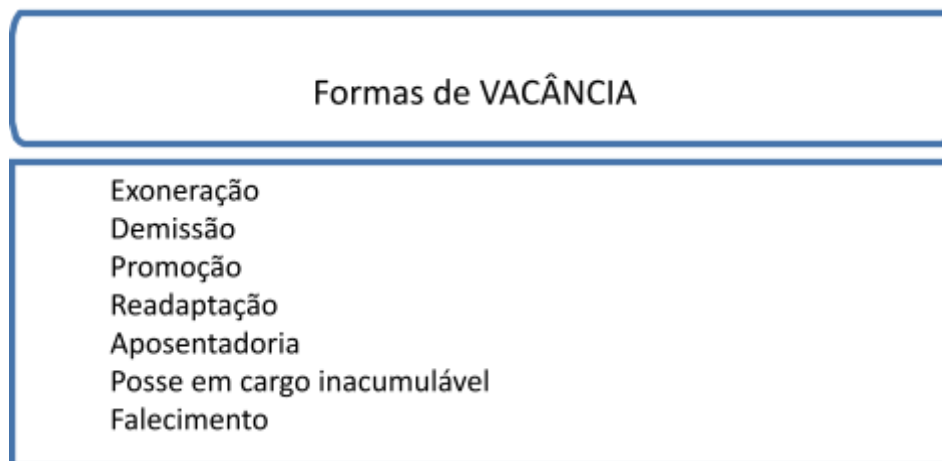 Formas de VACÂNCIA
Exoneração
Demissão
Promoção
Readaptação
Aposentadoria
Posse em cargo inacumulável
Falecimento